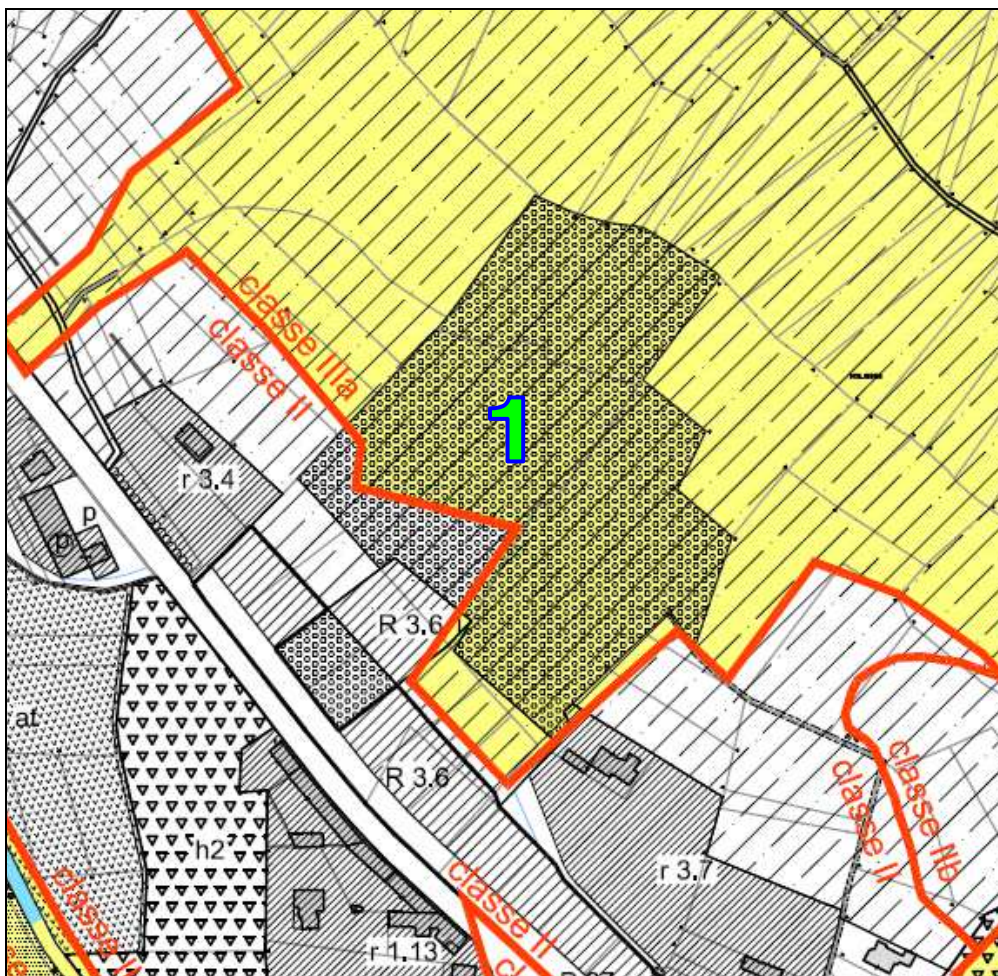 classe IIIa
classe II
1
r 3.4
p
p
R 3.6
at
R 3.6
classe IIb
classe II
h2
r 3.7
classe II
r 1.13